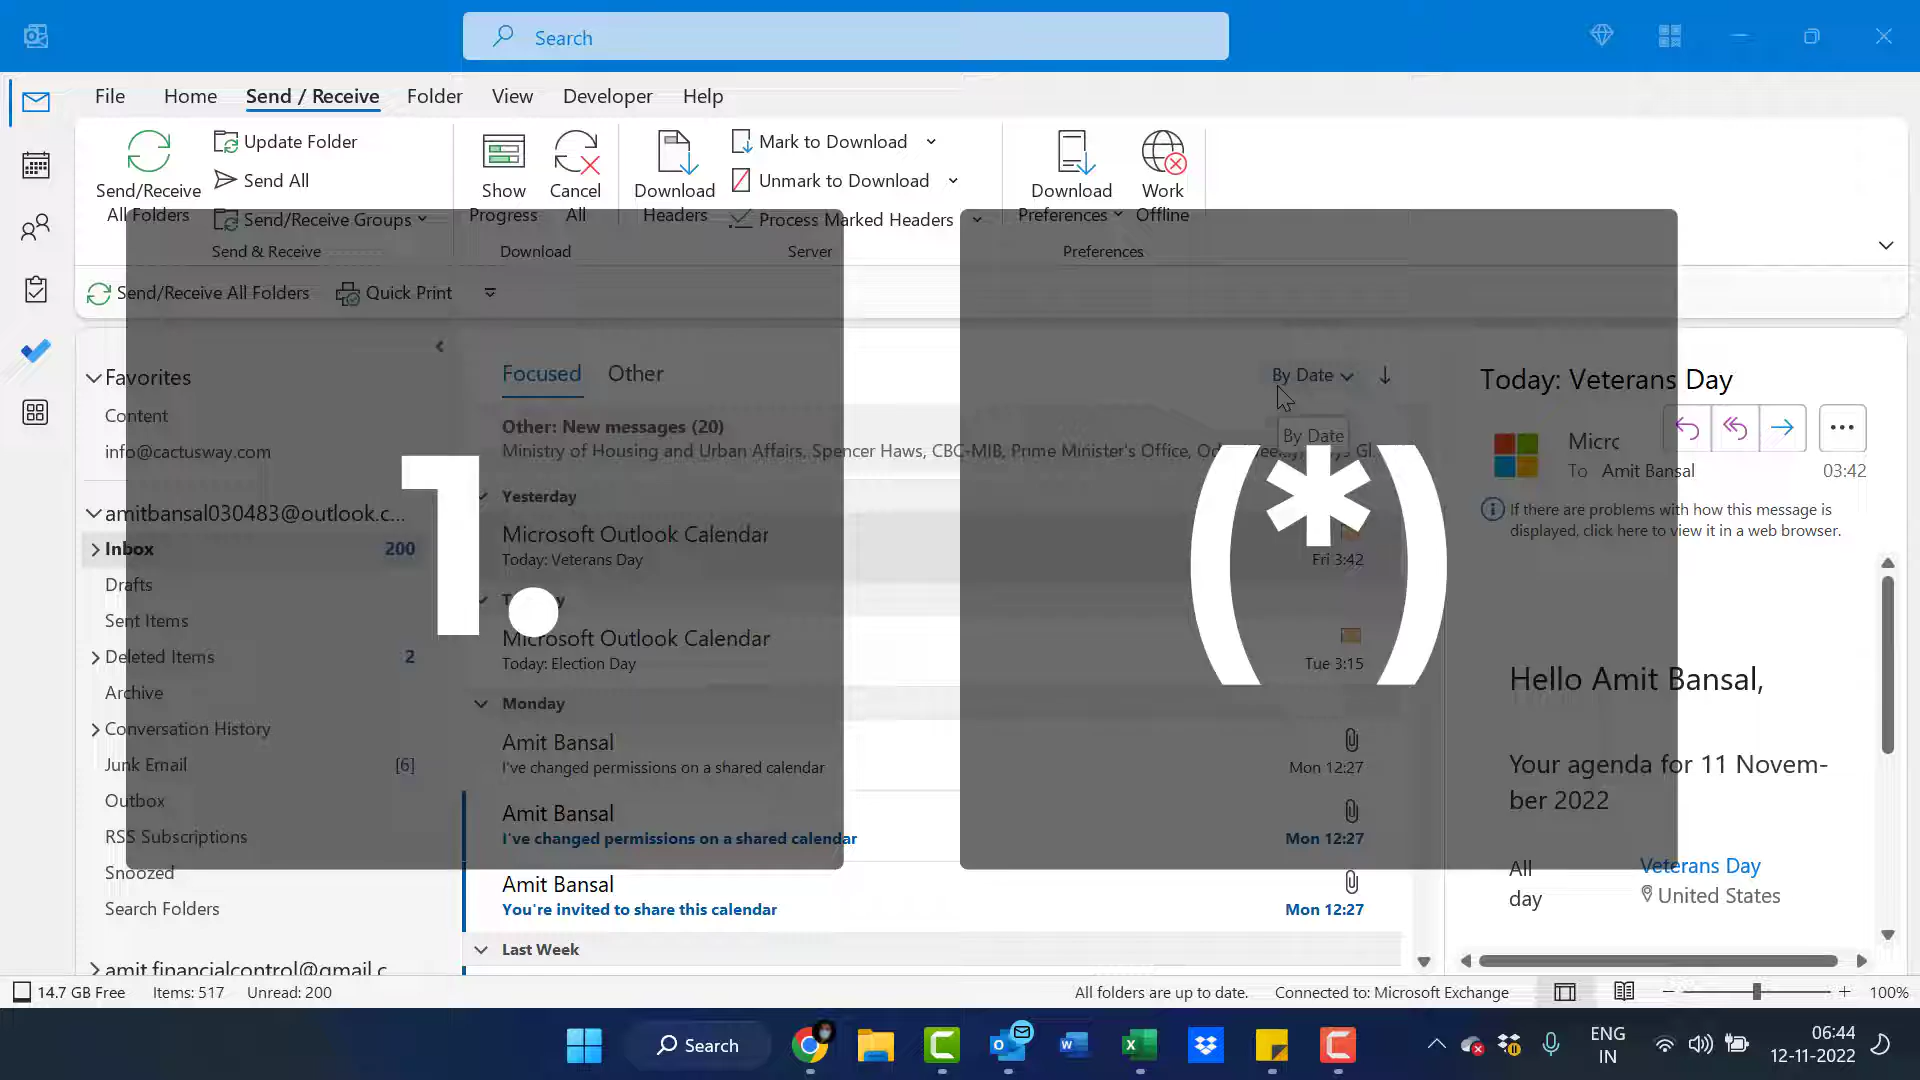 Search
File Home Send / Receive Folder View Developer Help
Send/Receive
All Folders
Update Folder
Send All
Send/Receive Groups
Send & Receive
Show
Progress
Cancel
All
Download
Download
Headers
Mark to Download
Unmark to Download
Process Marked Headers
Server
Download
Preferences
Work
Offline
Preferences
Send/Receive All Folders Quick Print
Favorites
Content
info@cactusway.com
amitbansal030483@outlook.c...
Inbox 200
Drafts
Sent Items
Deleted Items 2
Archive
Conversation History
Junk Email [6]
Outbox
RSS Subscriptions
Snoozed
Search Folders
amit.financialcontrol@gmail.c
Focused Other By Date
By Date
Other: New messages (20)
Ministry of Housing and Urban Affairs, Spencer Haws, CBC-MIB, Prime Minister's Office,
Yesterday
Microsoft Outlook Calendar
Today: Veterans Day Fri 3:42
Microsoft Outlook Calendar
Today: Election Day Tue 3:15
Monday
Amit Bansal
I've changed permissions on a shared calendar Mon 12:27
Amit Bansal
I've changed permissions on a shared calendar Mon 12:27
Amit Bansal
You're invited to share this calendar Mon 12:27
Last Week
1.
(*)
Today: Veterans Day
Micrc
To Amit Bansal 03:42
If there are problems with how this message is
displayed, click here to view it in a web browser.
Hello Amit Bansal,
Your agenda for 11 Novem-
ber 2022
All
day
Veterans Day
United States
14.7 GB Free Items: 517 Unread: 200 All folders are up to date. Connected to: Microsoft Exchange 100%
Search
ENG
IN
06:44
12-11-2022